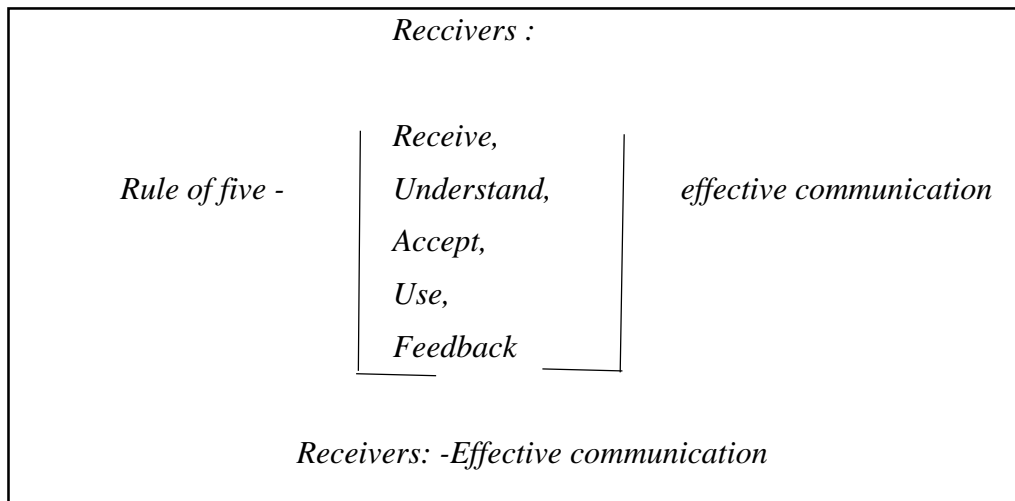 Reccivers :
Receive,
Rule of five - Understand, effective communication
Accept,
Use,
Feedback
Receivers: -Effective communication